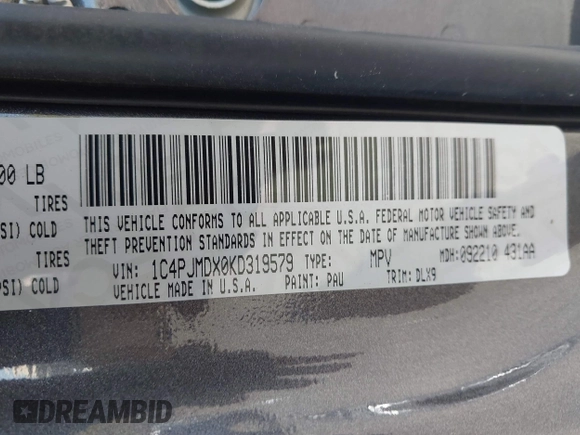 00 LB
TIRES
SI) COLD
TIRES
PSI) COLD
THIS VEHICLE CONFORMS TO ALL APPLICABLE U.S.A. FEDERAL MOTOR VEHICLE SAFETY AND
THEFT PREVENTION STANDARDS IN EFFECT ON THE DATE OF MANUFACTURE SHOWN ABOVE.
VIN: 1C4PJMDX0KD319579 TYPE: MPV MDH:092210 431AA
VEHICLE MADE IN U.S.A. PAINT: PAU TRIM: DLX9
DREAMBID